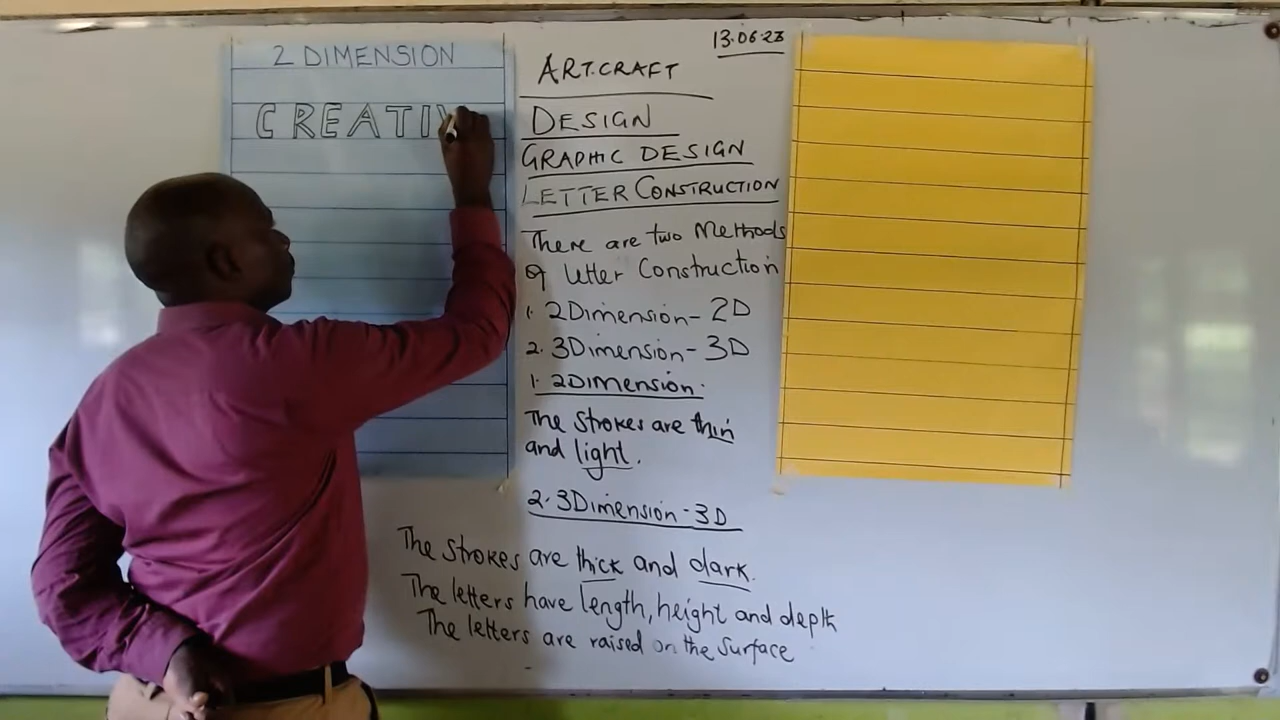 2 DIMENSION
CREATIV
13.06.23
ART.CRAFT
DESIGN
GRAPHIC DESIGN
LETTER CONSTRUCTION
There are two Methods
of letter Construction
1. 2Dimension - 2D
2. 3Dimension - 3D
1. 2Dimension.
The strokes are thin
and light.
2. 3Dimension - 3D
The strokes are thick and dark.
The letters have length, height and depth
The letters are raised on the surface